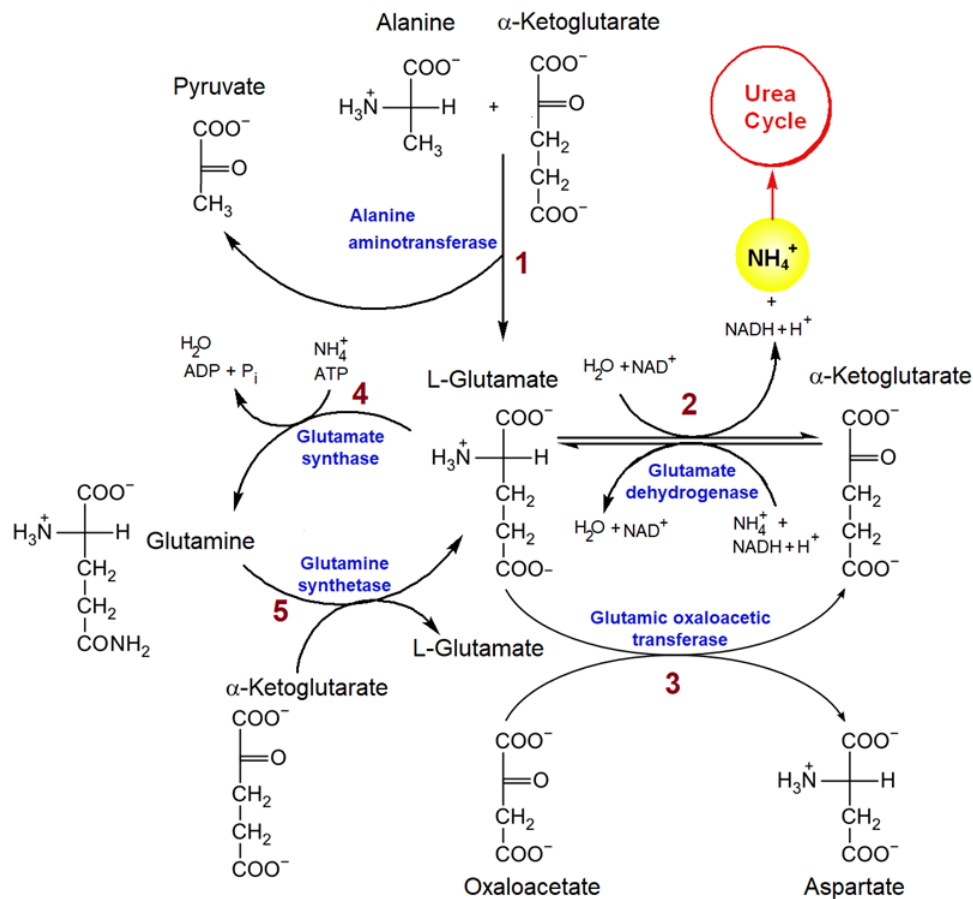 Alanine
α-Ketoglutarate
Pyruvate
COO⁻
C=O
CH₃
COO⁻
H₃N⁺
H
CH₃
+
COO⁻
O
CH₂
CH₂
COO⁻
Urea
Cycle
Alanine
aminotransferase
1
NH₄⁺
+
NADH+H⁺
H₂O
ADP + Pᵢ
NH₄⁺
ATP
4
Glutamate
synthase
L-Glutamate
COO⁻
H₃N⁺
H
CH₂
CH₂
COO-
H₂O +NAD⁺
2
Glutamate
dehydrogenase
H₂O +NAD⁺
NH₄⁺ +
NADH+H⁺
α-Ketoglutarate
COO⁻
O
CH₂
CH₂
COO⁻
COO⁻
H₃N⁺
H
CH₂
CH₂
CONH₂
Glutamine
Glutamine
synthetase
5
L-Glutamate
α-Ketoglutarate
COO⁻
O
CH₂
CH₂
COO⁻
Glutamic oxaloacetic
transferase
3
COO⁻
O
CH₂
COO⁻
Oxaloacetate
COO⁻
H₃N⁺
H
CH₂
COO⁻
Aspartate